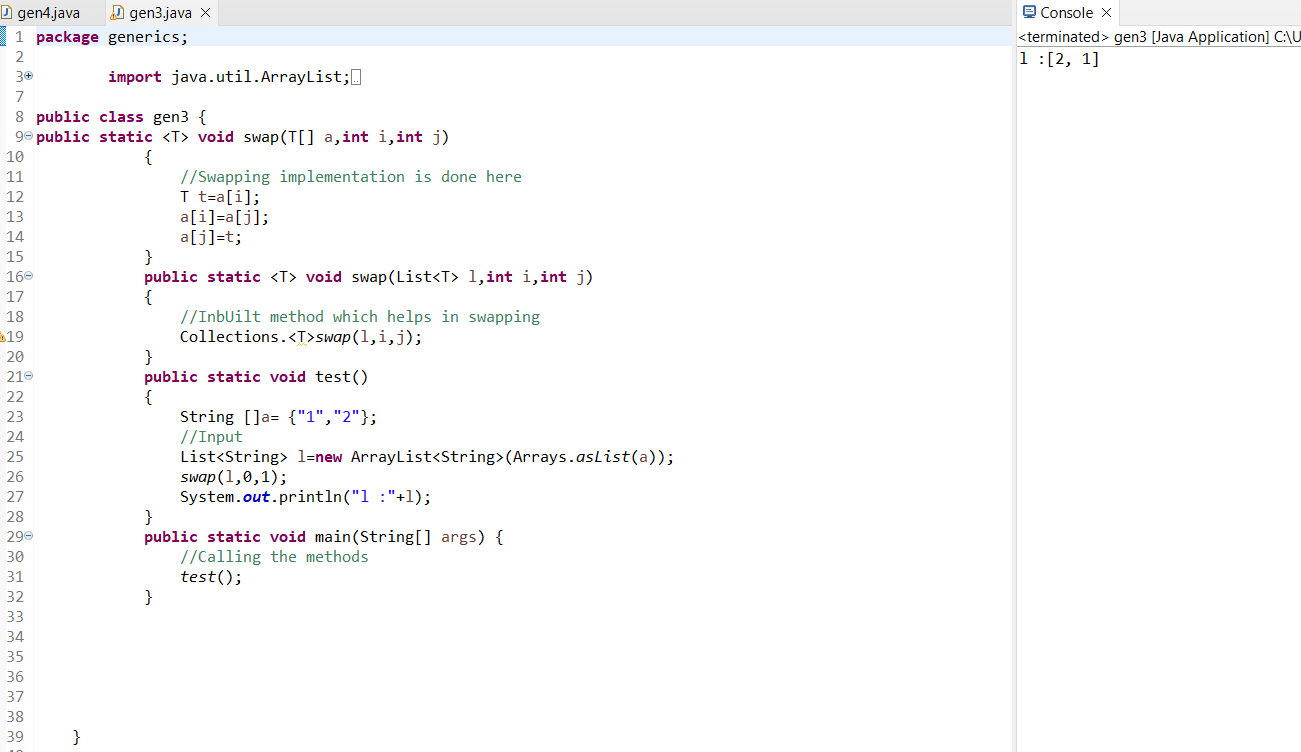 gen4.java gen3.java
1 package generics;
2
3 import java.util.ArrayList;
7
8 public class gen3 {
9 public static <T> void swap(T[] a,int i,int j)
10 {
11 //Swapping implementation is done here
12 T t=a[i];
13 a[i]=a[j];
14 a[j]=t;
15 }
16 public static <T> void swap(List<T> l,int i,int j)
17 {
18 //InbUilt method which helps in swapping
19 Collections.<T>swap(l,i,j);
20 }
21 public static void test()
22 {
23 String []a= {"1","2"};
24 //Input
25 List<String> l=new ArrayList<String>(Arrays.asList(a));
26 swap(l,0,1);
27 System.out.println("l :"+l);
28 }
29 public static void main(String[] args) {
30 //Calling the methods
31 test();
32 }
33
34
35
36
37
38
39 }
Console
<terminated> gen3 [Java Application] C:\U
l :[2, 1]